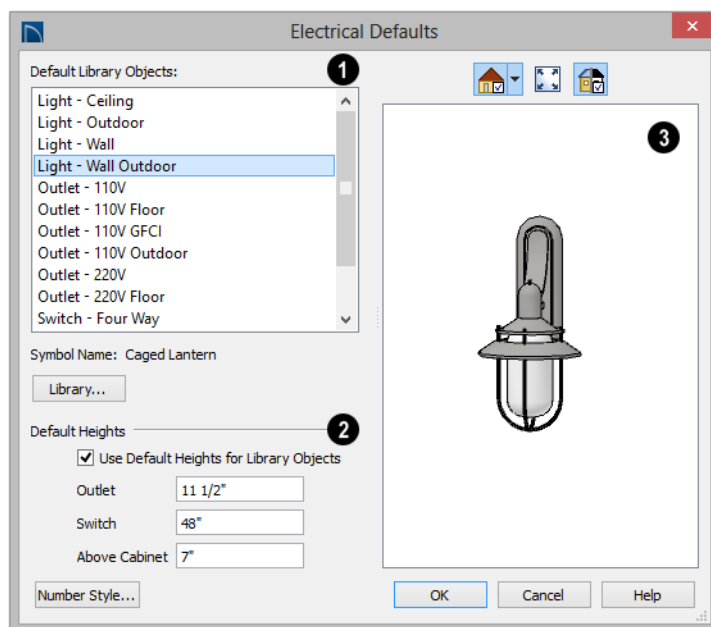 Electrical Defaults
Default Library Objects:
1
Light - Ceiling
Light - Outdoor
Light - Wall
Light - Wall Outdoor
Outlet - 110V
Outlet - 110V Floor
Outlet - 110V GFCI
Outlet - 110V Outdoor
Outlet - 220V
Outlet - 220V Floor
Switch - Four Way
Symbol Name: Caged Lantern
Library...
Default Heights
2
Use Default Heights for Library Objects
Outlet 11 1/2"
Switch 48"
Above Cabinet 7"
Number Style...
3
OK Cancel Help